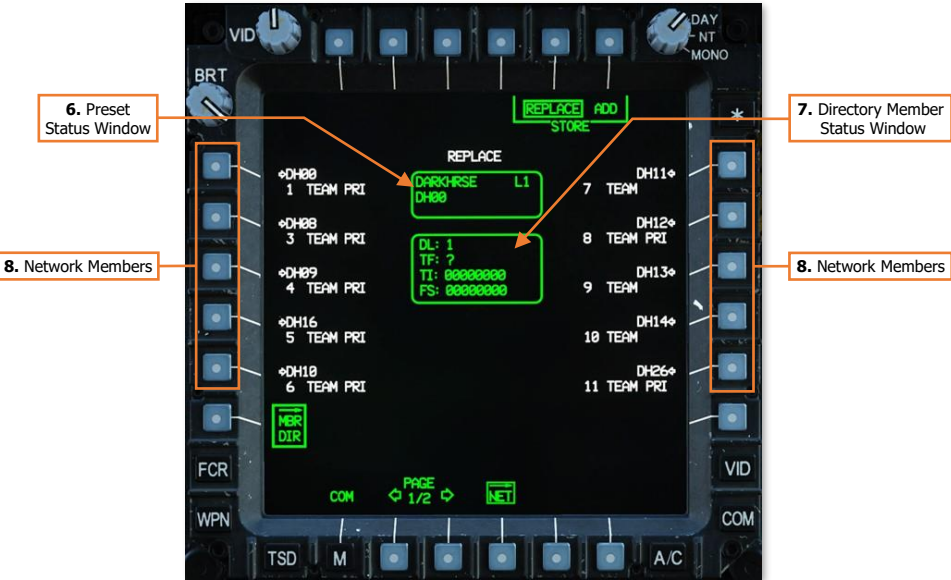 VID
DAY
NT
MONO
BRT
*
6. Preset
Status Window
7. Directory Member
Status Window
REPLACE ADD
STORE
REPLACE
DARKHRSE L1
DH00
DL: 1
TF: ?
TI: 00000000
FS: 00000000
8. Network Members
DH00
1 TEAM PRI
DH08
3 TEAM PRI
DH09
4 TEAM PRI
DH16
5 TEAM PRI
DH10
6 TEAM PRI
DH11
7 TEAM
DH12
8 TEAM PRI
DH13
9 TEAM
DH14
10 TEAM
DH26
11 TEAM PRI
8. Network Members
MBR
DIR
FCR
VID
COM
PAGE
1/2
NET
WPN
COM
TSD
M
A/C